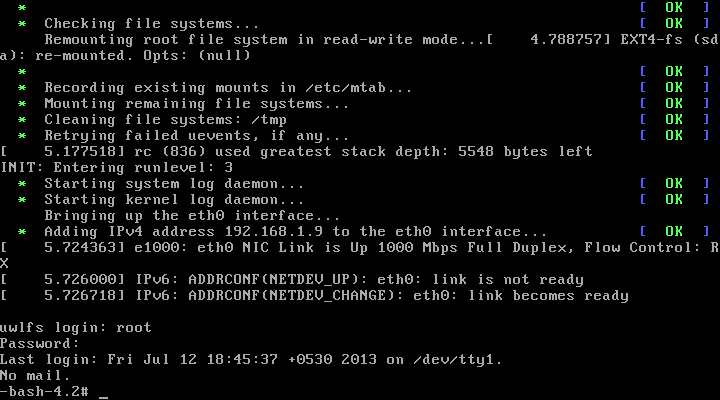 *                                                                              [  OK  ]
*  Checking file systems...                                                    [  OK  ]
Remounting root file system in read-write mode...[    4.788757] EXT4-fs (sd
a): re-mounted. Opts: (null)
*                                                                              [  OK  ]
*  Recording existing mounts in /etc/mtab...                                   [  OK  ]
*  Mounting remaining file systems...                                          [  OK  ]
*  Cleaning file systems: /tmp                                                 [  OK  ]
*  Retrying failed uevents, if any...                                          [  OK  ]
[    5.177518] rc (836) used greatest stack depth: 5548 bytes left
INIT: Entering runlevel: 3
*  Starting system log daemon...                                               [  OK  ]
*  Starting kernel log daemon...                                               [  OK  ]
Bringing up the eth0 interface...
*  Adding IPv4 address 192.168.1.9 to the eth0 interface...                    [  OK  ]
[    5.724363] e1000: eth0 NIC Link is Up 1000 Mbps Full Duplex, Flow Control: R
X
[    5.726000] IPv6: ADDRCONF(NETDEV_UP): eth0: link is not ready
[    5.726718] IPv6: ADDRCONF(NETDEV_CHANGE): eth0: link becomes ready
uwlfs login: root
Password:
Last login: Fri Jul 12 18:45:37 +0530 2013 on /dev/tty1.
No mail.
-bash-4.2# _